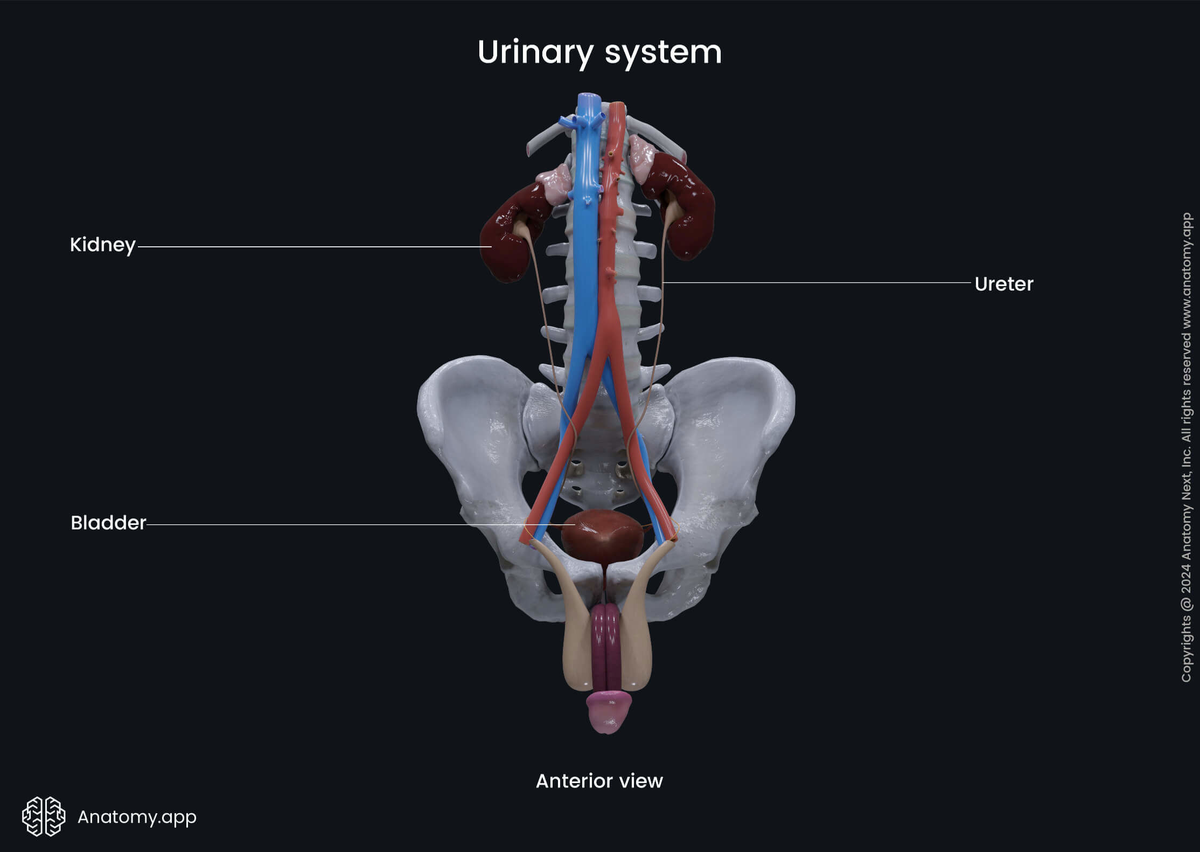 Urinary system
Kidney
Ureter
Bladder
Anterior view
Anatomy.app
Copyrights @ 2024 Anatomy Next, Inc. All rights reserved www.anatomy.app